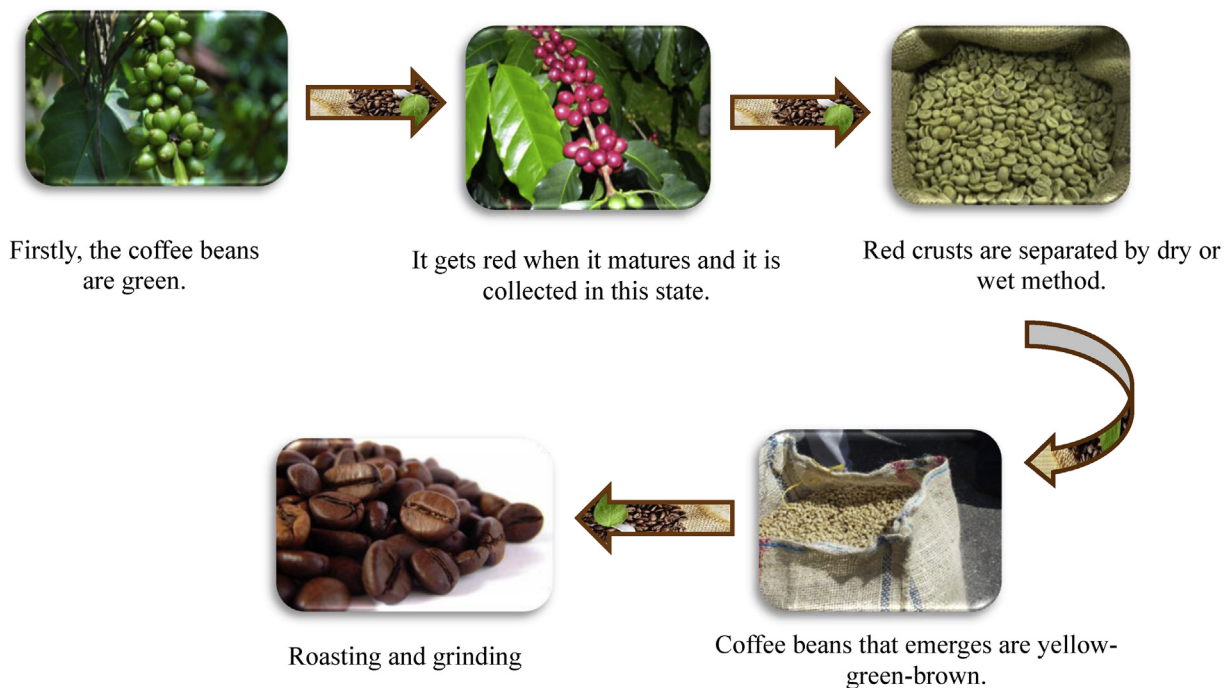 Firstly, the coffee beans
are green.
It gets red when it matures and it is
collected in this state.
Red crusts are separated by dry or
wet method.
Coffee beans that emerges are yellow-
green-brown.
Roasting and grinding